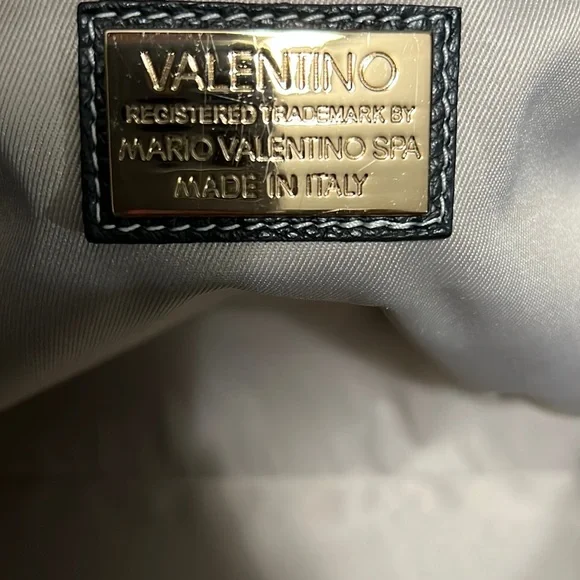 VALENTINO
REGISTERED TRADEMARK BY
MARIO VALENTINO SPA
MADE IN ITALY